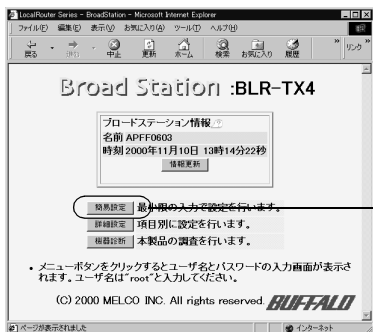 LocalRouter Series - BroadStation - Microsoft Internet Explorer
ファイル(F) 編集(E) 表示(V) お気に入り(A) ツール(T) ヘルプ(H)
戻る 進む 中止 更新 ホーム 検索 お気に入り 履歴 リンク
Broad Station :BLR-TX4
ブロードステーション情報
名前 APFF0603
時刻 2000年11月10日 13時14分22秒
情報更新
簡易設定 最小限の入力で設定を行います。
詳細設定 項目別に設定を行います。
機器診断 本製品の調査を行います。
• メニューボタンをクリックするとユーザ名とパスワードの入力画面が表示されます。ユーザ名は"root"と入力してください。
(C) 2000 MELCO INC. All rights reserved. BUFFALO
ページが表示されました インターネット